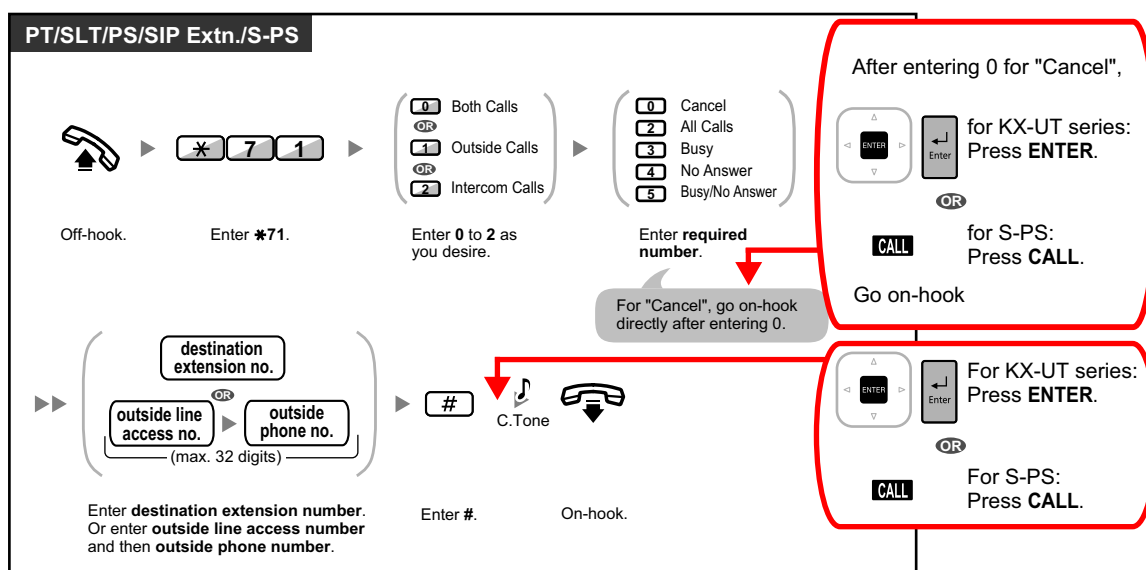 PT/SLT/PS/SIP Extn./S-PS
Off-hook.
* 7 1
Enter *71.
0 Both Calls
OR
1 Outside Calls
OR
2 Intercom Calls
Enter 0 to 2 as
you desire.
0 Cancel
2 All Calls
3 Busy
4 No Answer
5 Busy/No Answer
Enter required
number.
For "Cancel", go on-hook
directly after entering 0.
After entering 0 for "Cancel",
ENTER
Enter
for KX-UT series:
Press ENTER.
OR
CALL
for S-PS:
Press CALL.
Go on-hook
destination
extension no.
OR
outside line
access no.
outside
phone no.
(max. 32 digits)
Enter destination extension number.
Or enter outside line access number
and then outside phone number.
#
Enter #.
C.Tone
On-hook.
ENTER
Enter
For KX-UT series:
Press ENTER.
OR
CALL
For S-PS:
Press CALL.